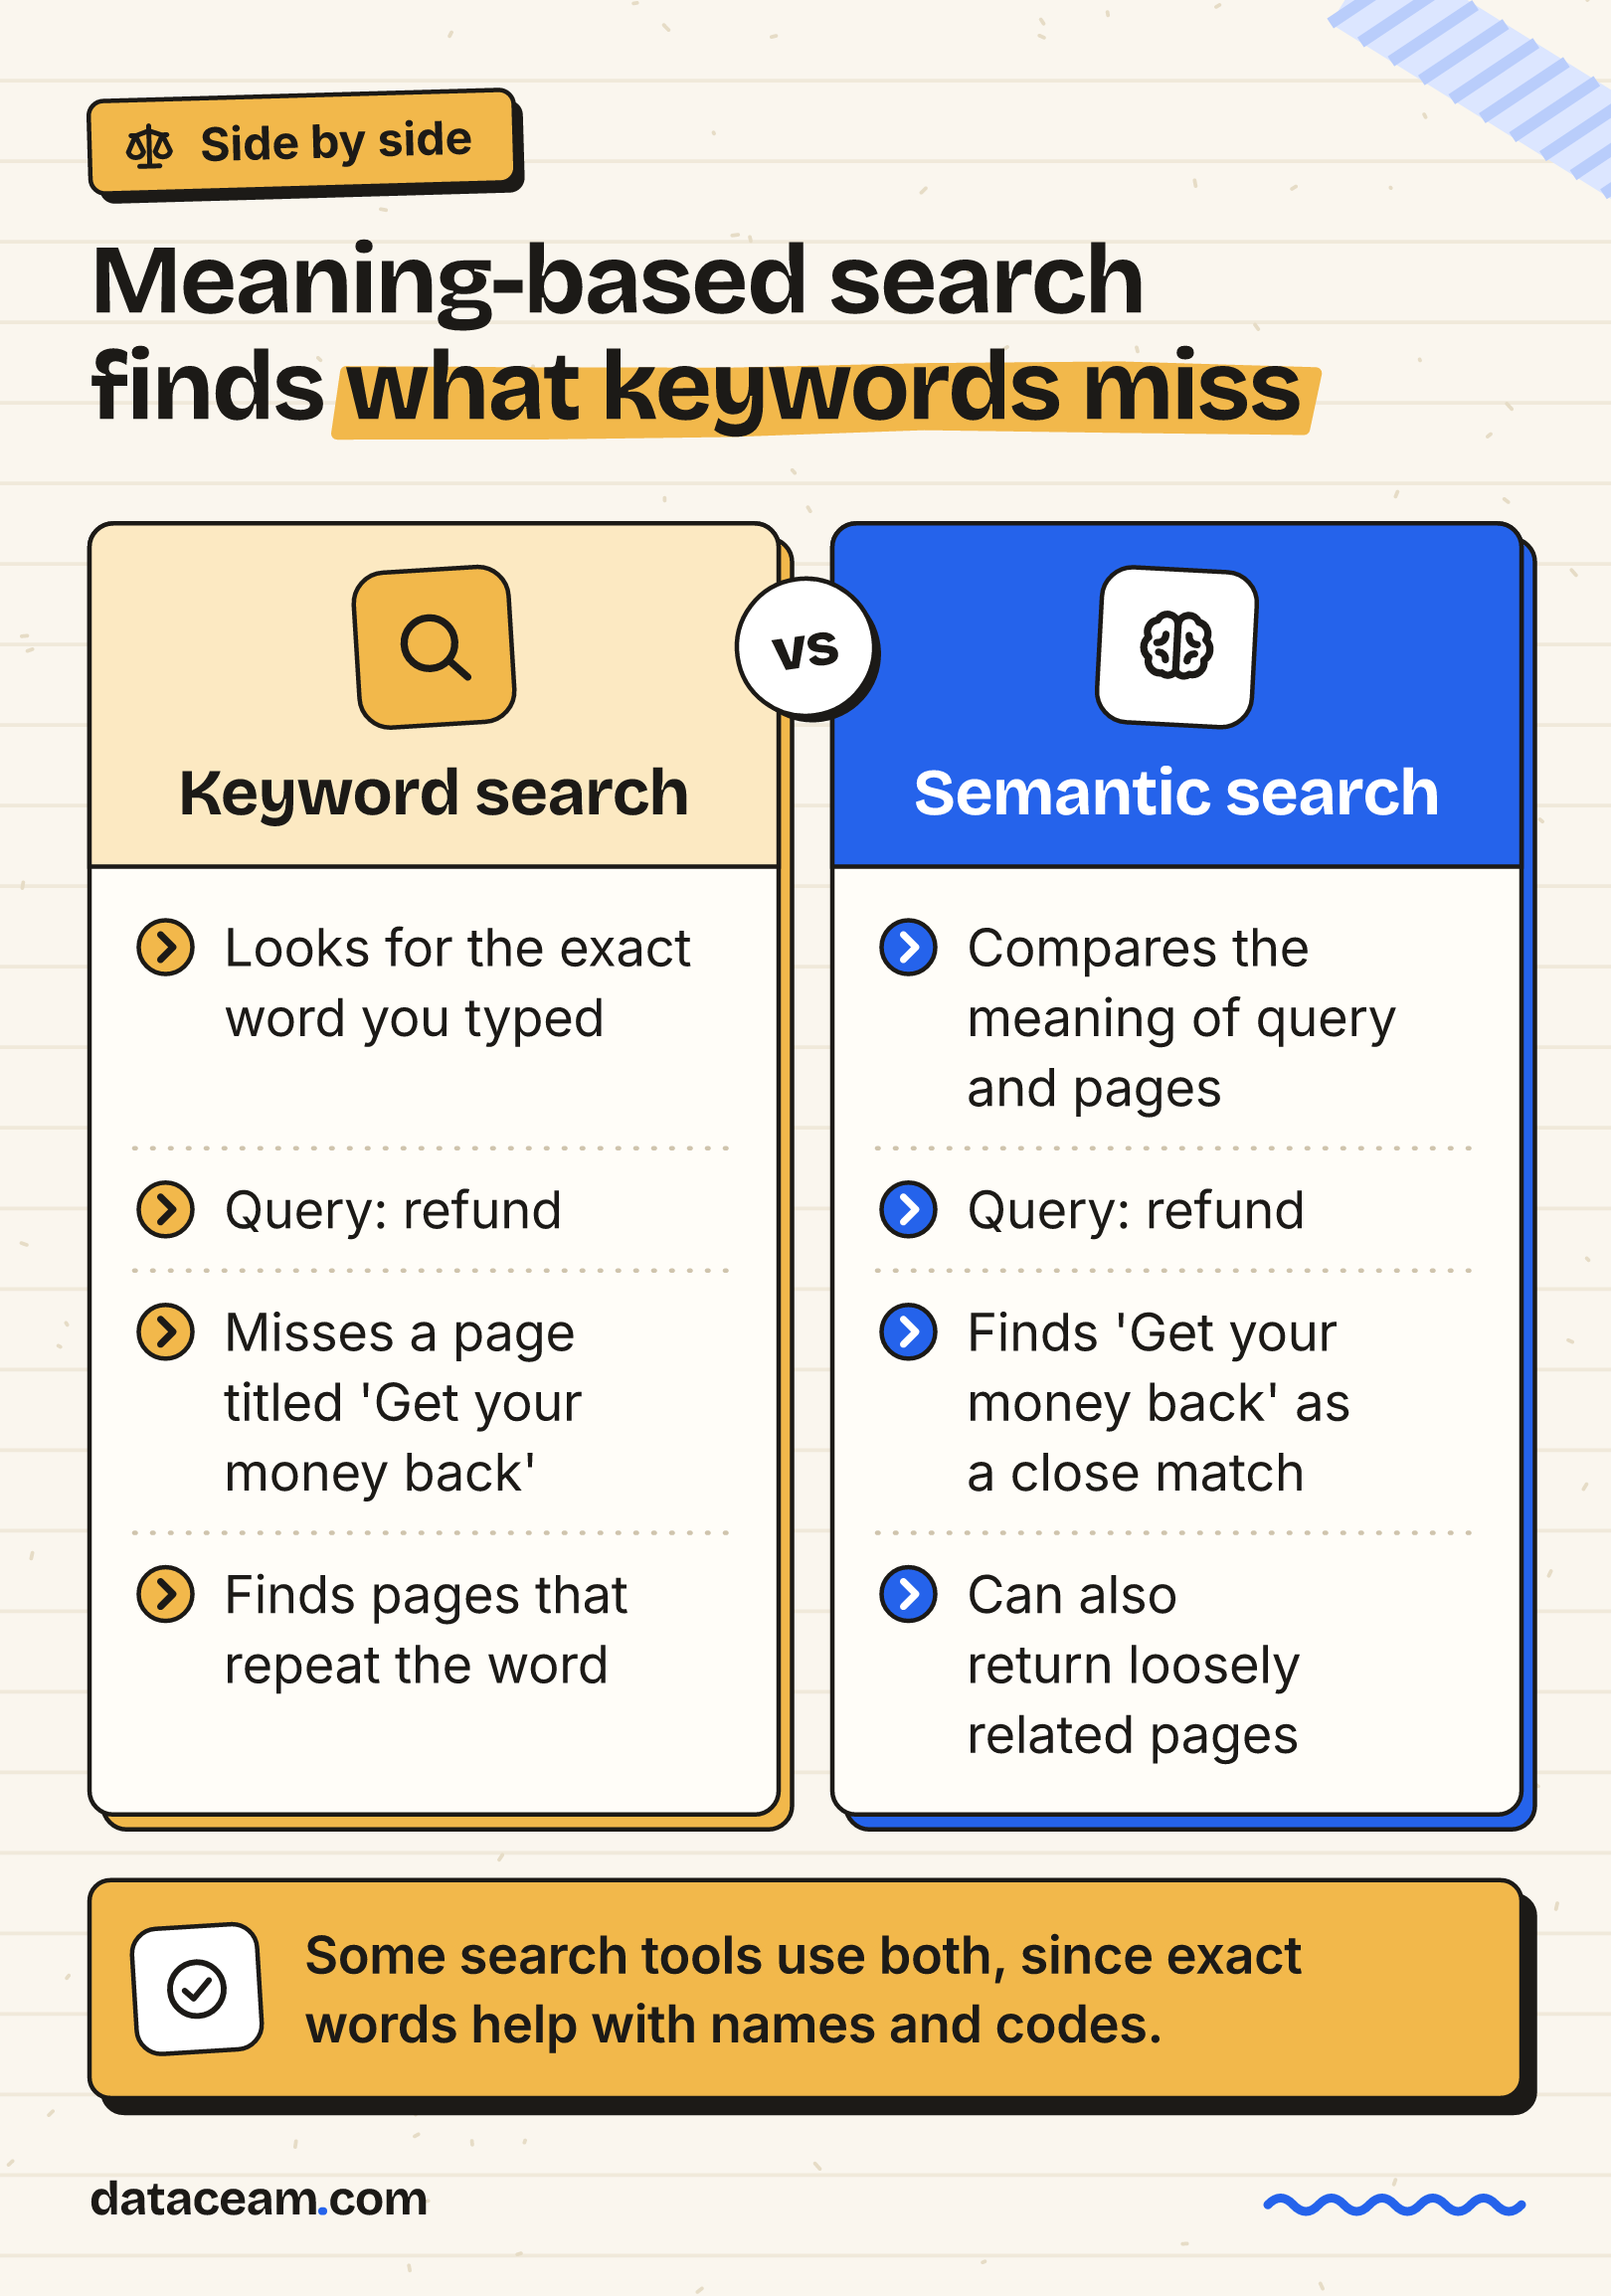 Side by side
Meaning-based search
finds what keywords miss
vs
Keyword search
Looks for the exact
word you typed
Query: refund
Misses a page
titled 'Get your
money back'
Finds pages that
repeat the word
Semantic search
Compares the
meaning of query
and pages
Query: refund
Finds 'Get your
money back' as
a close match
Can also
return loosely
related pages
Some search tools use both, since exact
words help with names and codes.
dataceam.com